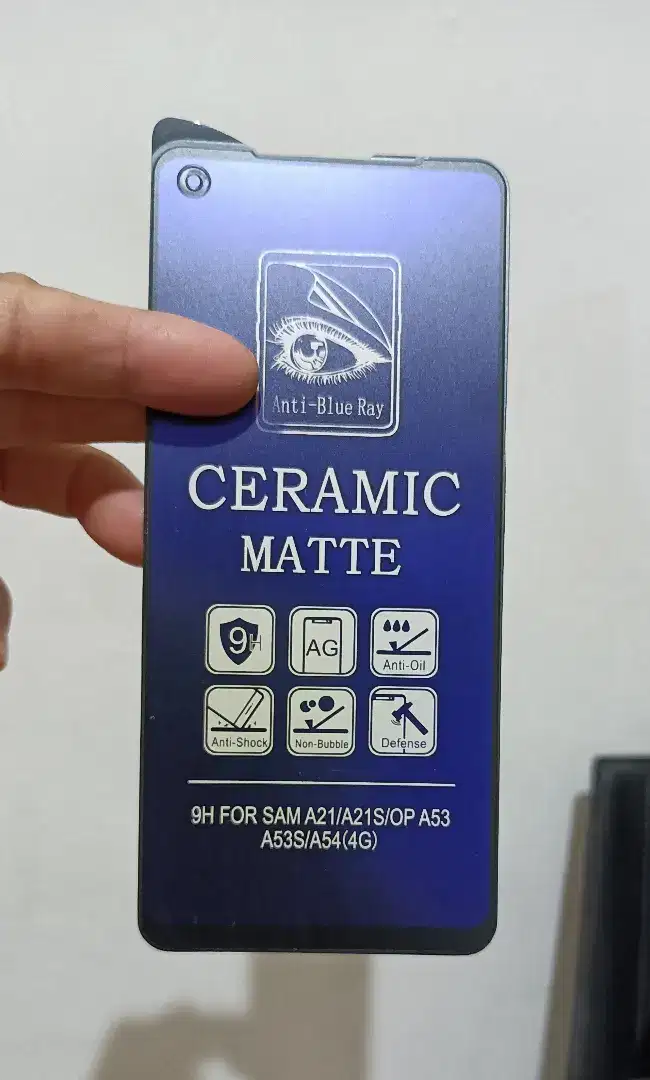 Anti-Blue Ray
CERAMIC
MATTE
9H
AG
Anti-Oil
Anti-Shock
Non-Bubble
Defense
9H FOR SAM A21/A21S/OP A53
A53S/A54(4G)